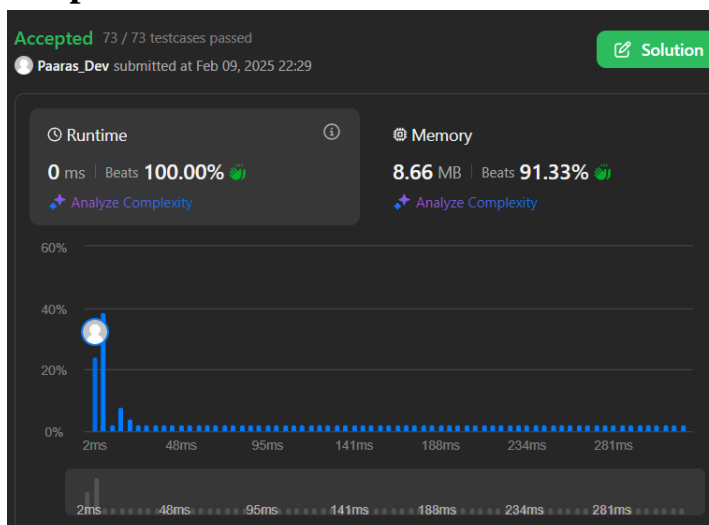 Accepted 73 / 73 testcases passed
Solution
Paaras_Dev submitted at Feb 09, 2025 22:29
Runtime
0 ms | Beats 100.00%
Analyze Complexity
Memory
8.66 MB | Beats 91.33%
Analyze Complexity
60%
40%
20%
0%
2ms 48ms 95ms 141ms 188ms 234ms 281ms
2ms 48ms 95ms 141ms 188ms 234ms 281ms